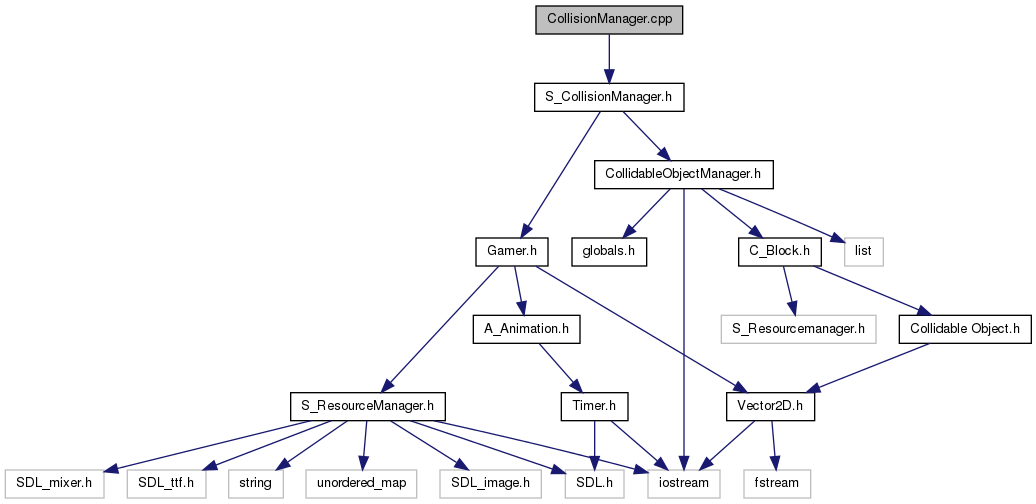 CollisionManager.cpp
S_CollisionManager.h
CollidableObjectManager.h
Gamer.h
globals.h
C_Block.h
list
A_Animation.h
S_Resourcemanager.h
Collidable Object.h
S_ResourceManager.h
Timer.h
Vector2D.h
SDL_mixer.h
SDL_ttf.h
string
unordered_map
SDL_image.h
SDL.h
iostream
fstream